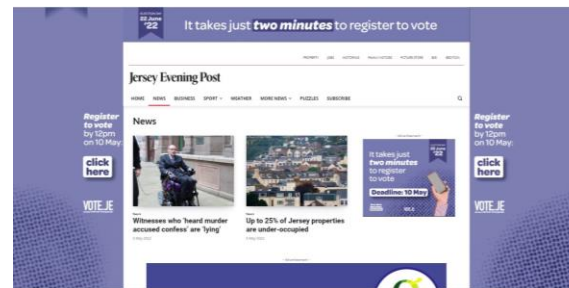 22 June
'22
It takes just two minutes to register to vote
Jersey Evening Post
HOME NEWS BUSINESS SPORT WEATHER MORE NEWS PUZZLES SUBSCRIBE
News
Register
to vote
by 12pm
on 10 May:
click
here
VOTE.JE
Witnesses who 'heard murder
accused confess' are 'lying'
Up to 25% of Jersey properties
are under-occupied
It takes just
two minutes
to register
to vote
Deadline: 10 May
Register
to vote
by 12pm
on 10 May:
click
here
VOTE.JE